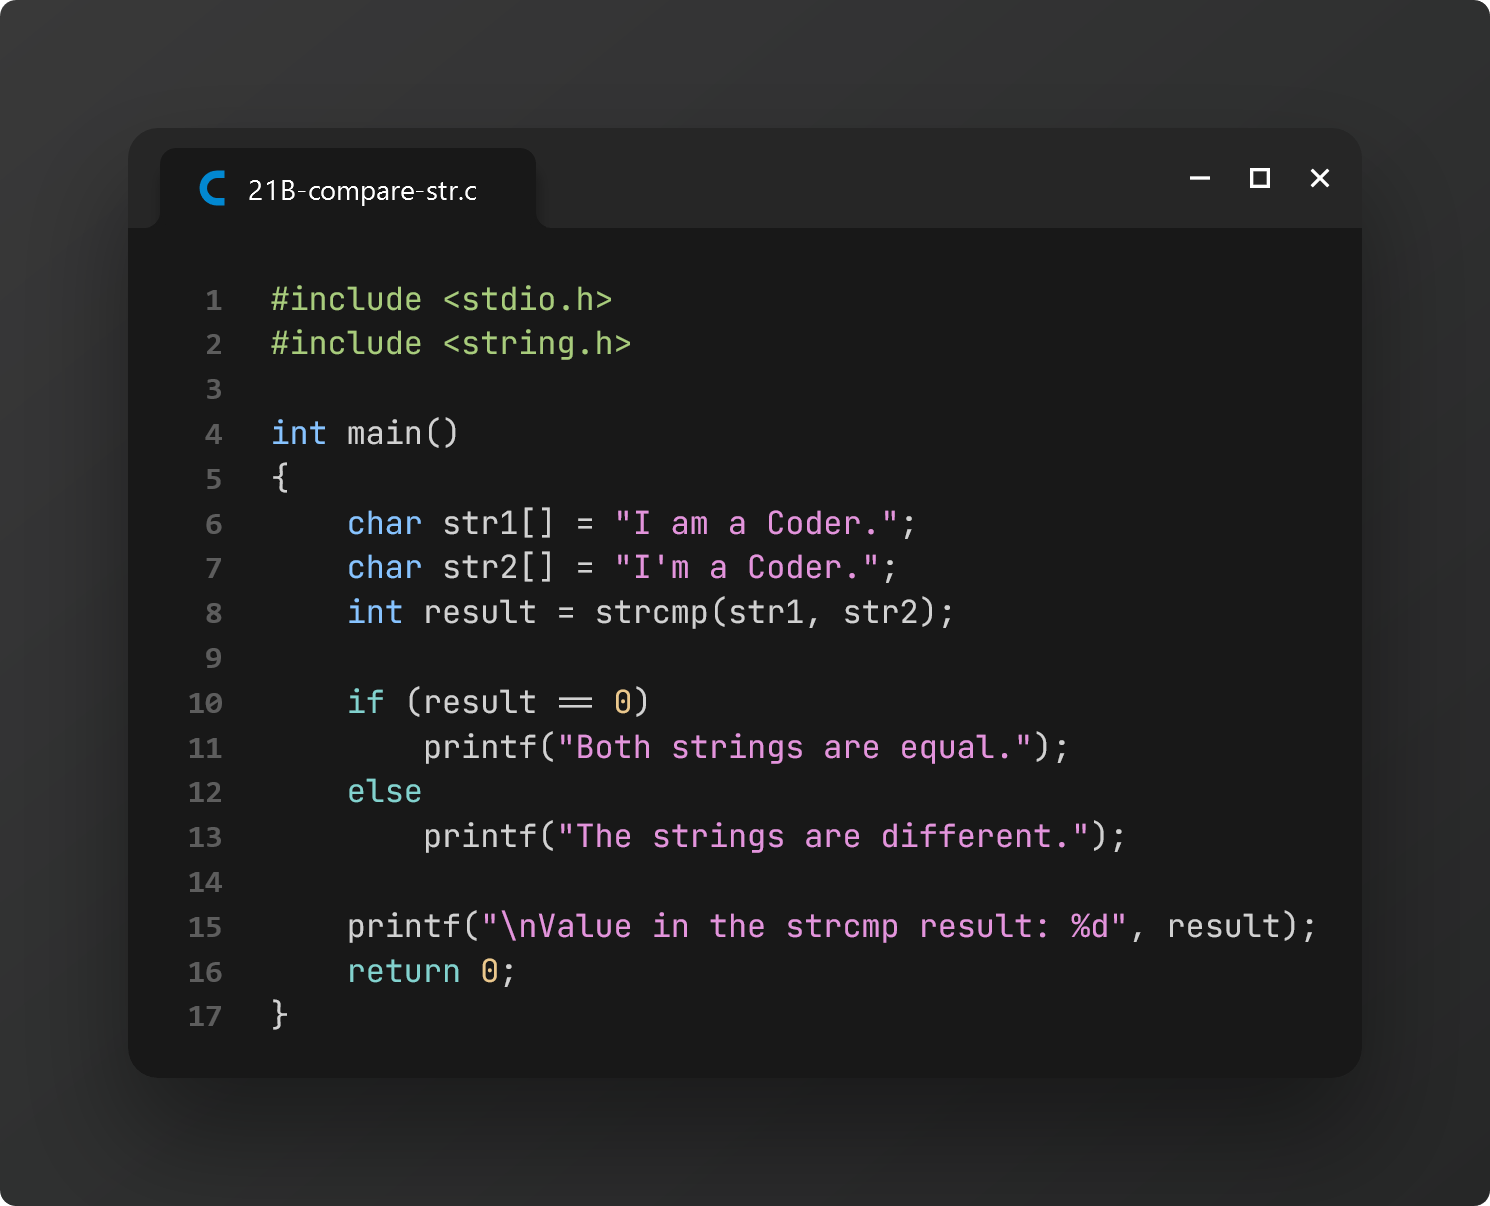 21B-compare-str.c
1 #include <stdio.h>
2 #include <string.h>
3
4 int main()
5 {
6     char str1[] = "I am a Coder.";
7     char str2[] = "I'm a Coder.";
8     int result = strcmp(str1, str2);
9
10     if (result == 0)
11         printf("Both strings are equal.");
12     else
13         printf("The strings are different.");
14
15     printf("\nValue in the strcmp result: %d", result);
16     return 0;
17 }